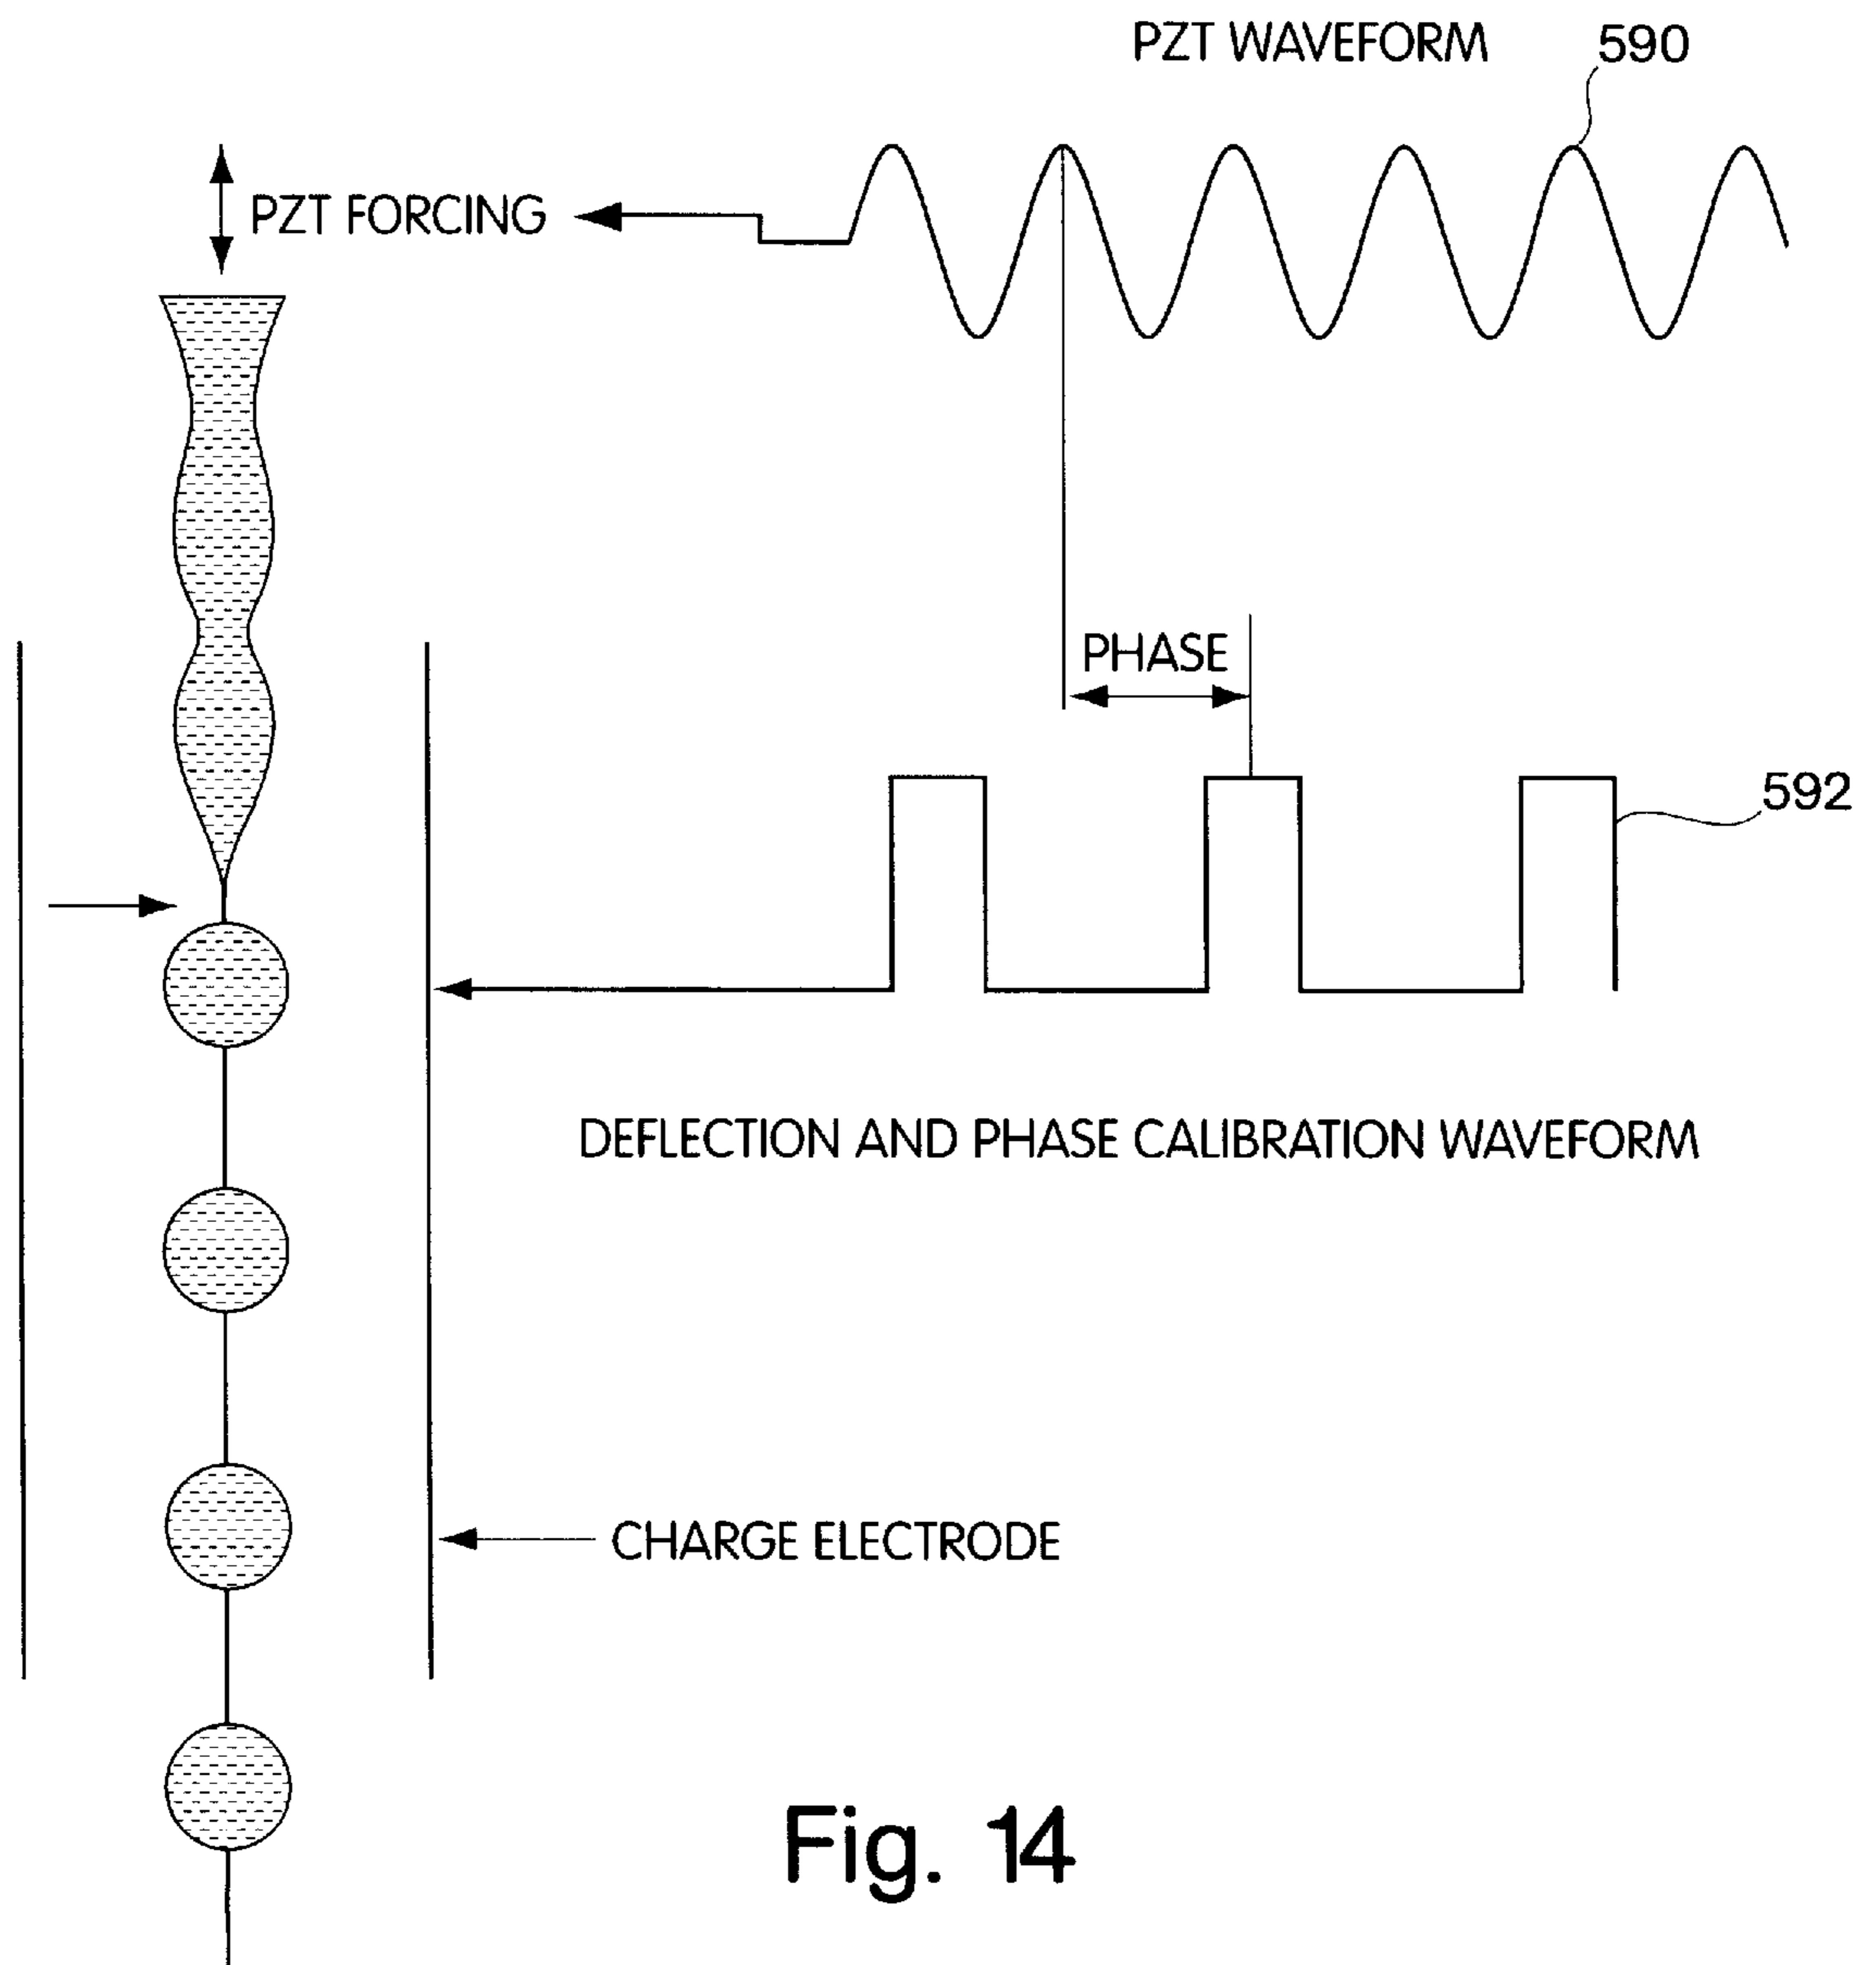 PZT WAVEFORM
590
PZT FORCING
PHASE
592
DEFLECTION AND PHASE CALIBRATION WAVEFORM
CHARGE ELECTRODE
Fig. 14